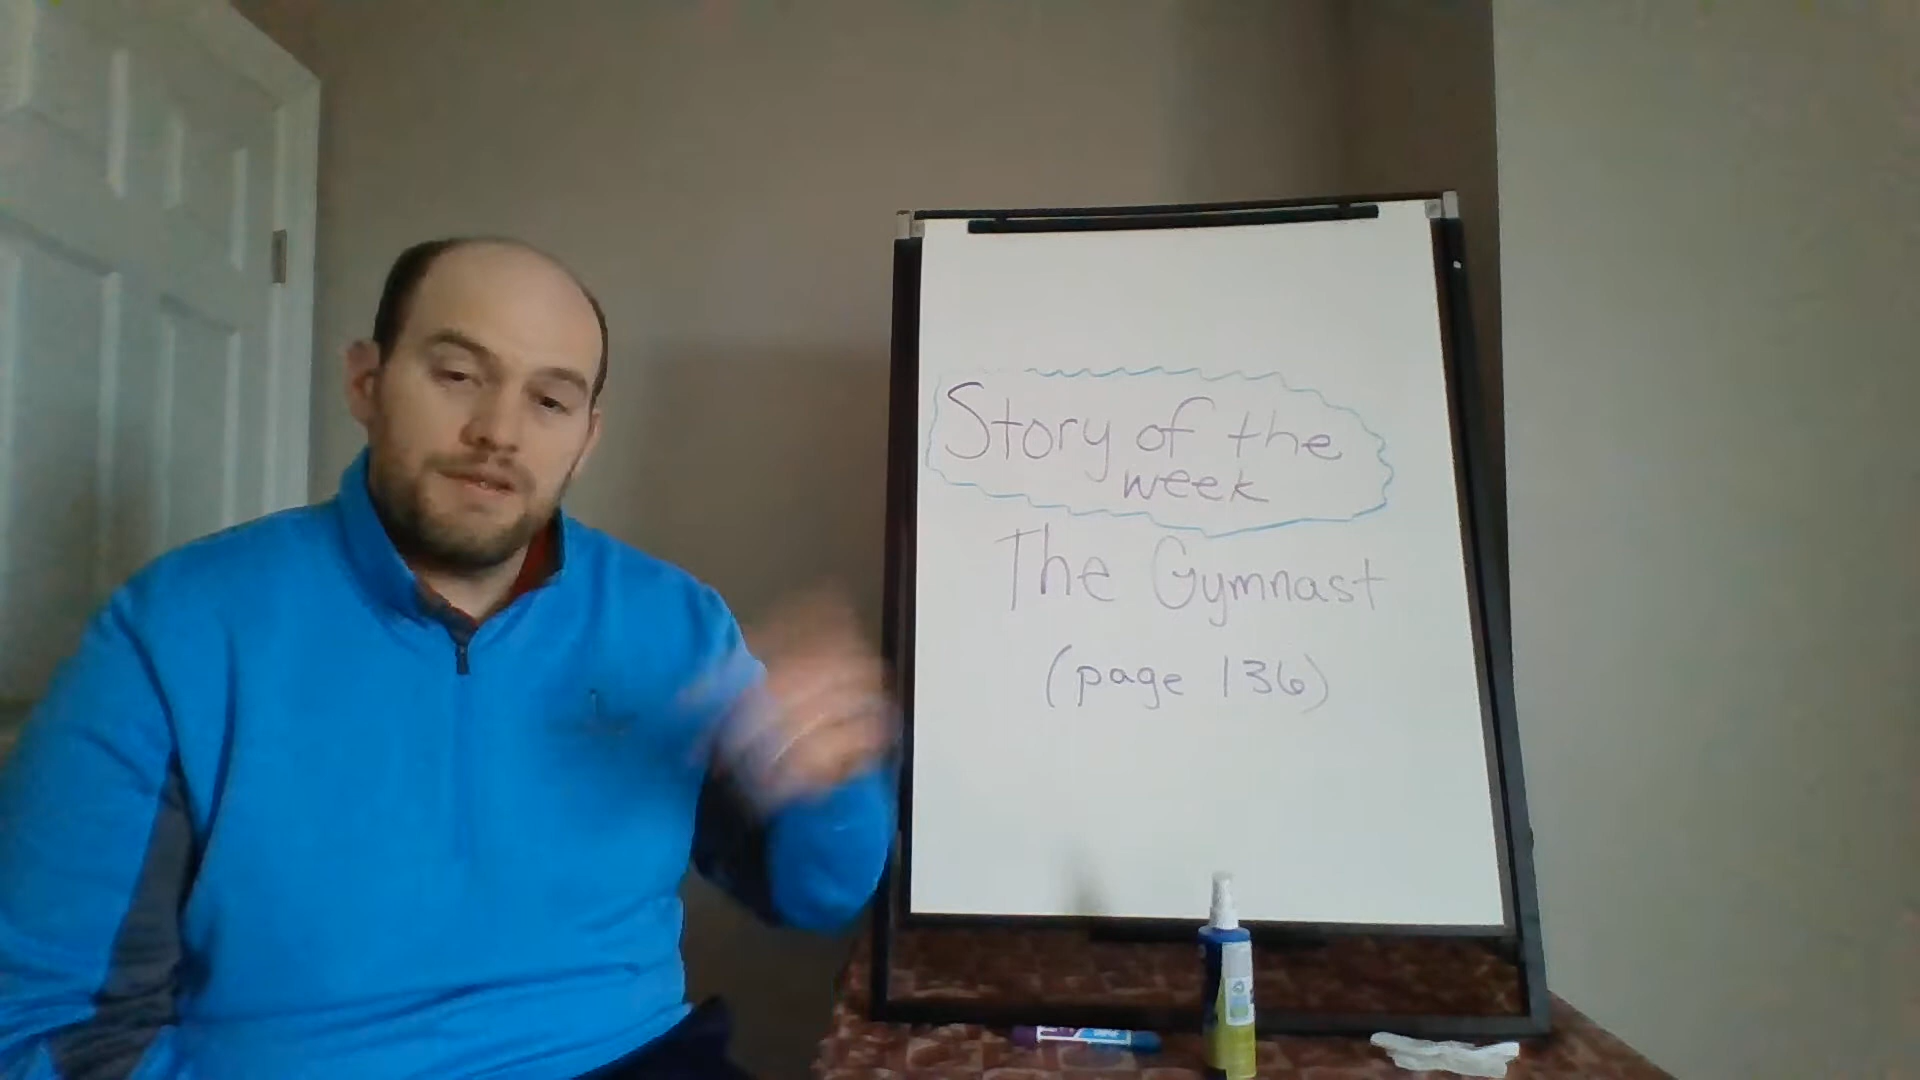 Story of the
week
The Gymnast
(page 136)